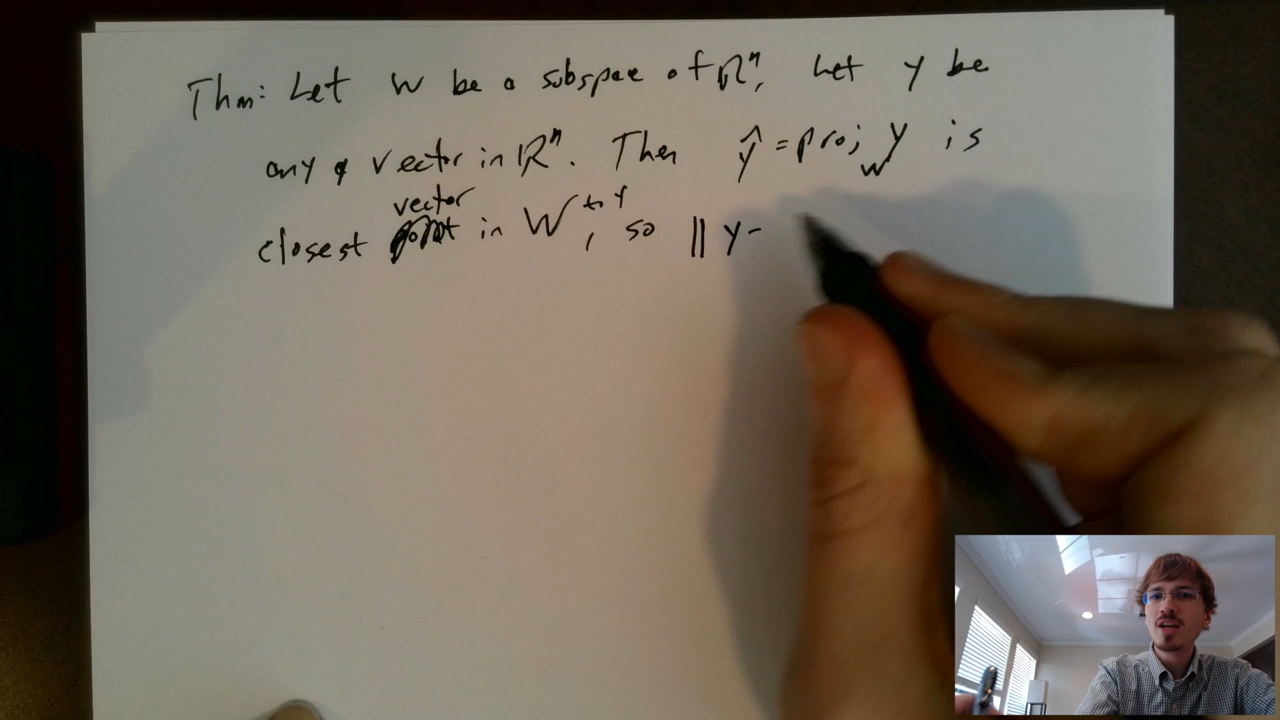 Thm: Let W be a subspace of ℝⁿ. Let y be
any vector in ℝⁿ. Then ŷ = proj_W y is
vector to y
closest in W, so || y -